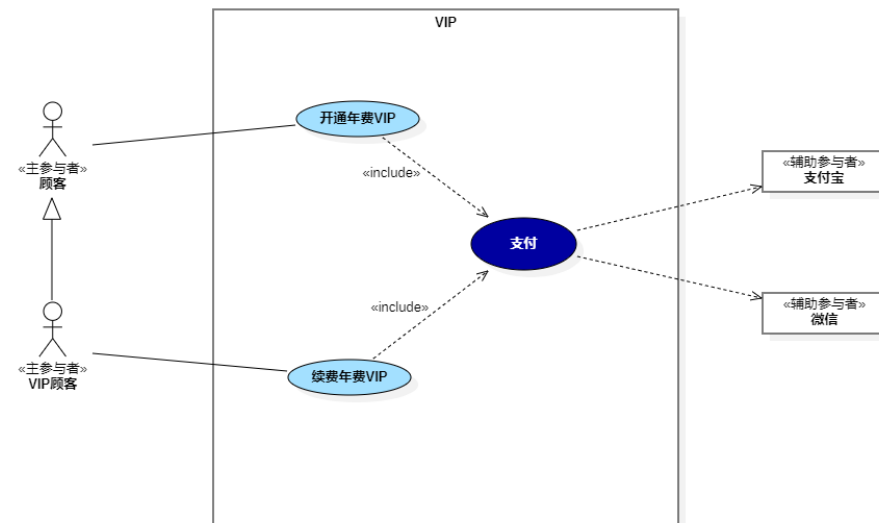 VIP
开通年费VIP
«主参与者»
顾客
«include»
«辅助参与者»
支付宝
支付
«include»
«辅助参与者»
微信
«主参与者»
VIP顾客
续费年费VIP